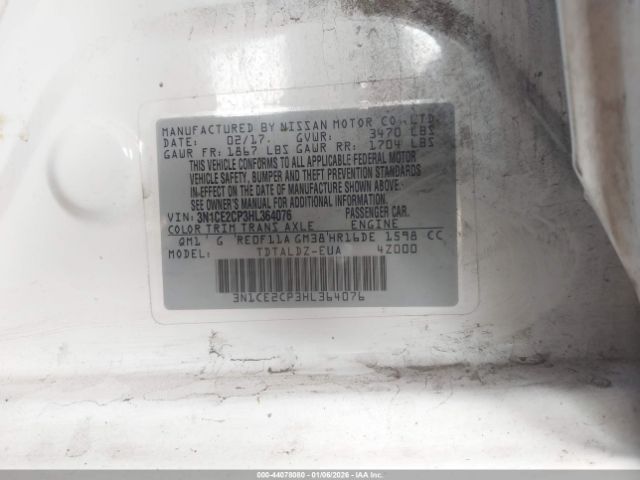 MANUFACTURED BY NISSAN MOTOR CO.,LTD.
DATE: 02/17. GVWR: 3470 LBS
GAWR FR: 1867 LBS GAWR RR: 1704 LBS
THIS VEHICLE CONFORMS TO ALL APPLICABLE FEDERAL MOTOR
VEHICLE SAFETY, BUMPER AND THEFT PREVENTION STANDARDS
IN EFFECT ON THE DATE OF MANUFACTURE SHOWN ABOVE.
SEE OWNER'S MANUAL FOR ADDITIONAL INFORMATION.
VIN: 3N1CE2CP3HL364076 PASSENGER CAR.
COLOR TRIM TRANS AXLE ENGINE
QM1 G RE0F11A GM38 HR16DE 1598 CC
MODEL: TDTALDZ-EUA 4Z000
3N1CE2CP3HL364076
000-44078080 - 01/06/2026 - IAA Inc.